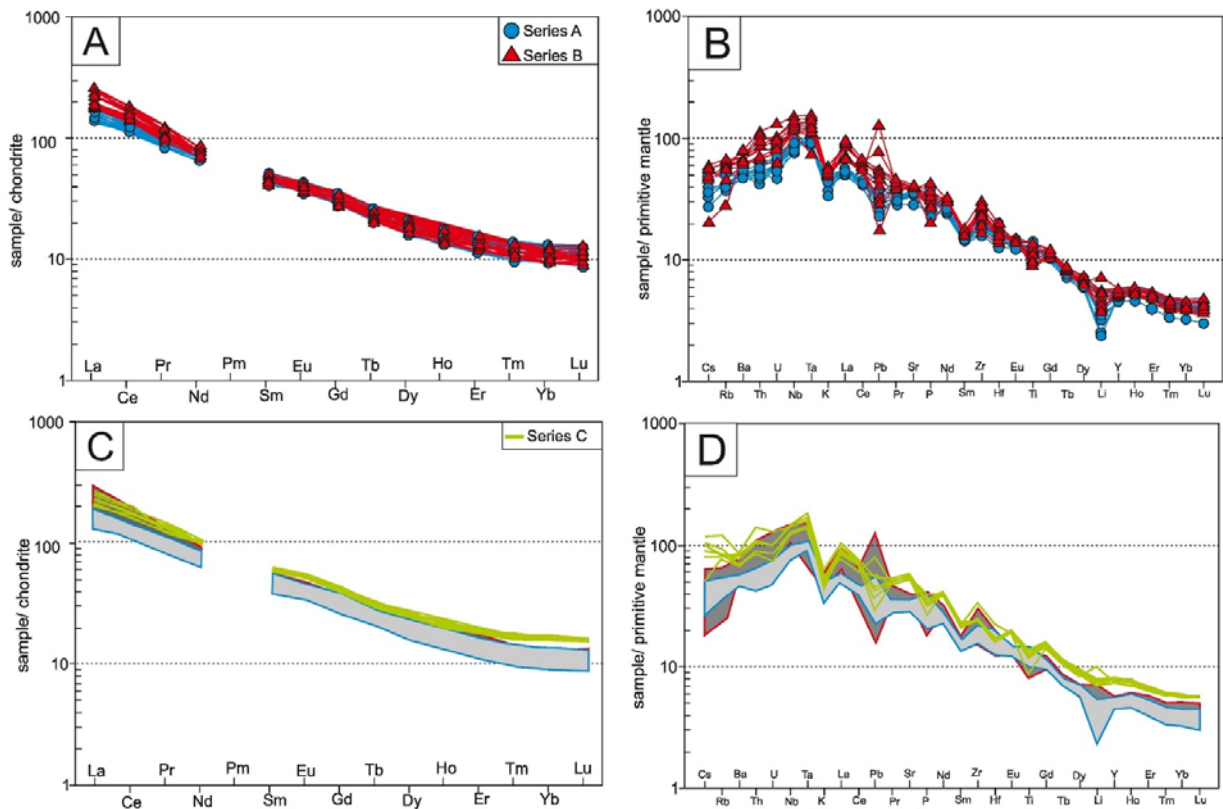 A
1000
100
10
1
sample/ chondrite
Series A
Series B
La Pr Pm Eu Tb Ho Tm Lu
Ce Nd Sm Gd Dy Er Yb
B
1000
100
10
1
sample/ primitive mantle
Cs Ba U Ta La Pb Sr Nd Zr Eu Gd Dy Y Er Yb
Rb Th Nb K Ce Pr P Sm Hf Ti Tb Li Ho Tm Lu
C
1000
100
10
1
sample/ chondrite
Series C
La Pr Pm Eu Tb Ho Tm Lu
Ce Nd Sm Gd Dy Er Yb
D
1000
100
10
1
sample/ primitive mantle
Cs Ba U Ta La Pb Sr Nd Zr Eu Gd Dy Y Er Yb
Rb Th Nb K Ce Pr P Sm Hf Ti Tb Li Ho Tm Lu